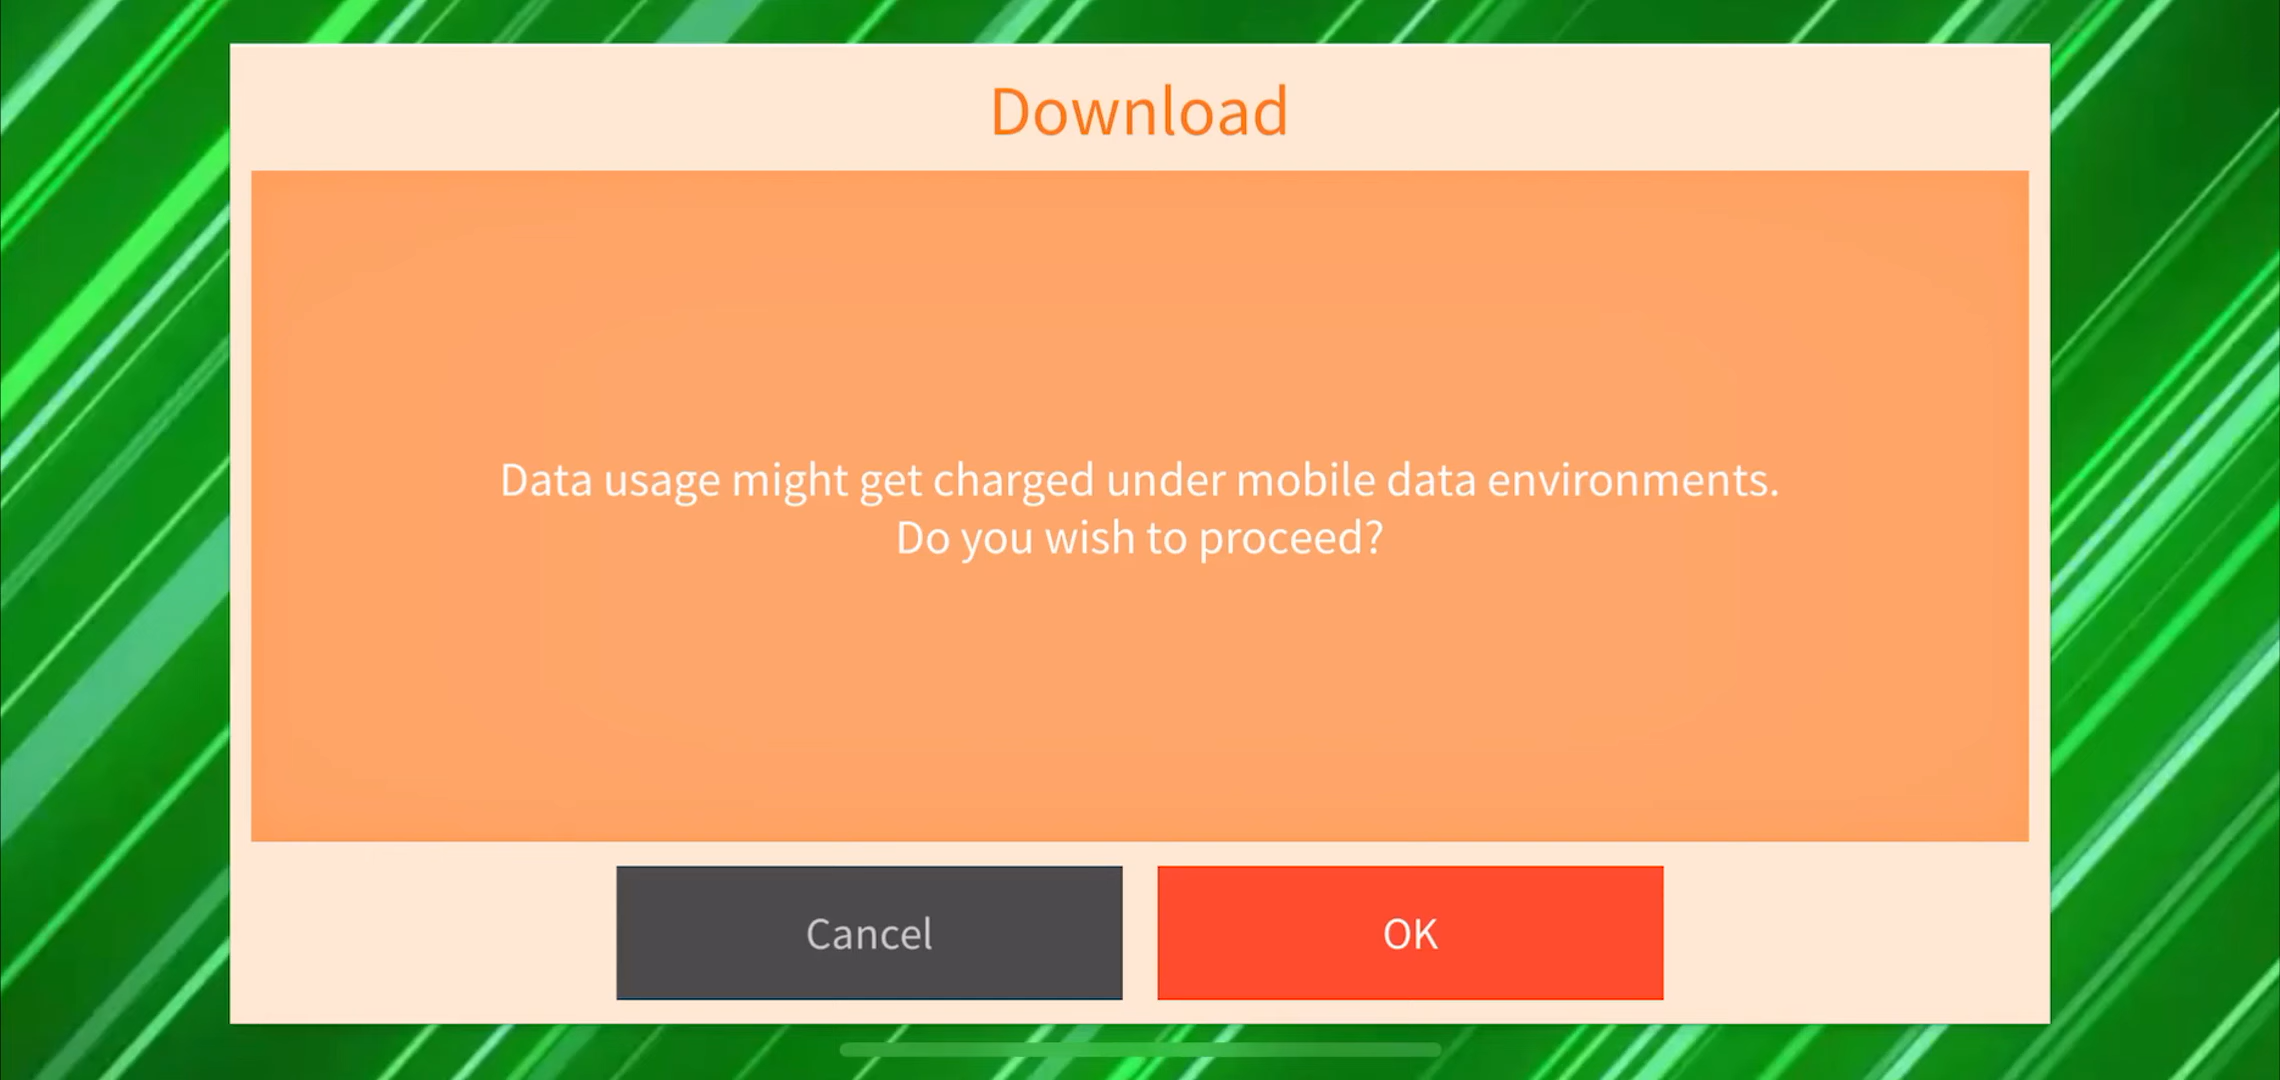 Download
Data usage might get charged under mobile data environments.
Do you wish to proceed?
Cancel
OK